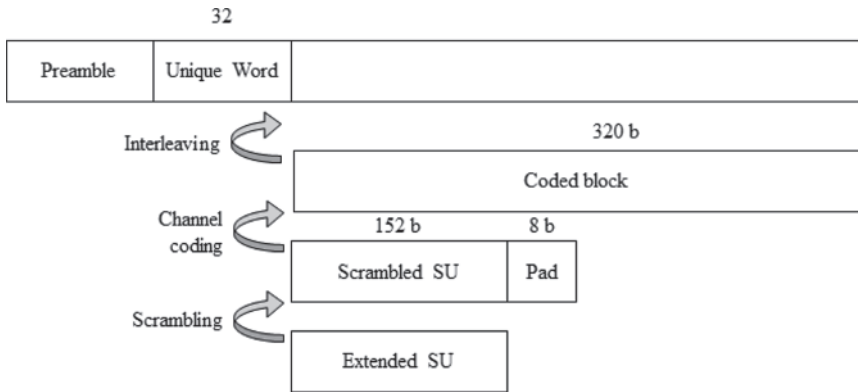 32
Preamble
Unique Word
Interleaving
320 b
Coded block
Channel
coding
152 b
8 b
Scrambled SU
Pad
Scrambling
Extended SU